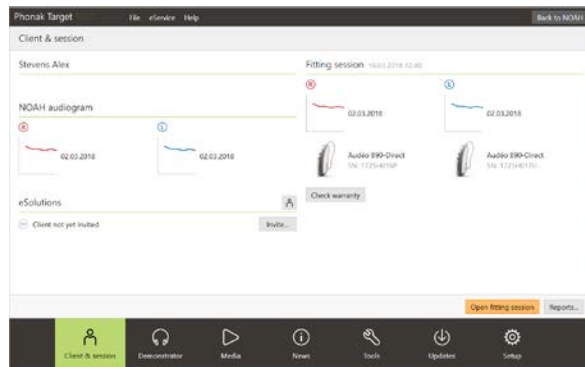 Phonak Target File eService Help Back to NOAH
Client & session
Stevens Alex
NOAH audiogram
R L
02.03.2018 02.03.2018
eSolutions
Client not yet invited Invite...
Fitting session
R L
02.03.2018 02.03.2018
Audéo B90-Direct Audéo B90-Direct
Check warranty
Open fitting session Reports...
Client & session Demonstrator Media News Tools Updates Setup